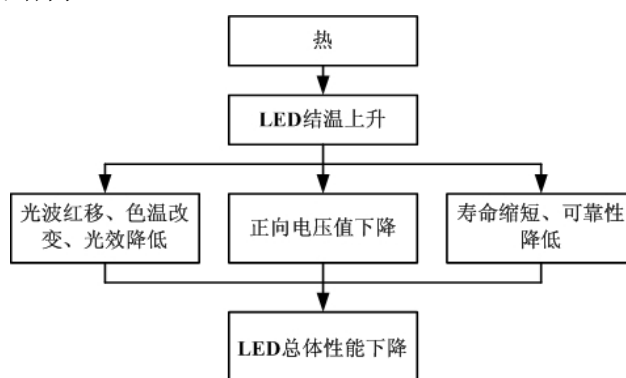 热
LED结温上升
光波红移、色温改
变、光效降低
正向电压值下降
寿命缩短、可靠性
降低
LED总体性能下降